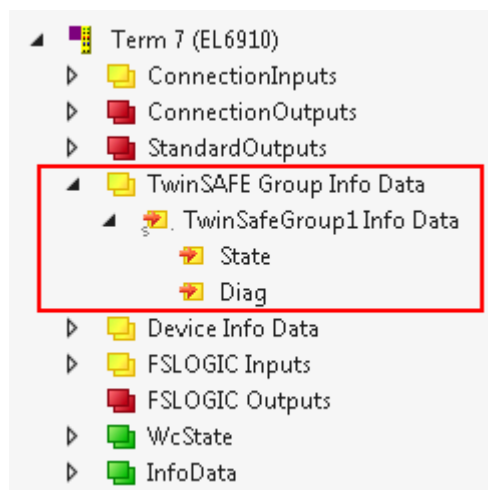 Term 7 (EL6910)
ConnectionInputs
ConnectionOutputs
StandardOutputs
TwinSAFE Group Info Data
TwinSafeGroup1 Info Data
State
Diag
Device Info Data
FSLOGIC Inputs
FSLOGIC Outputs
WcState
InfoData